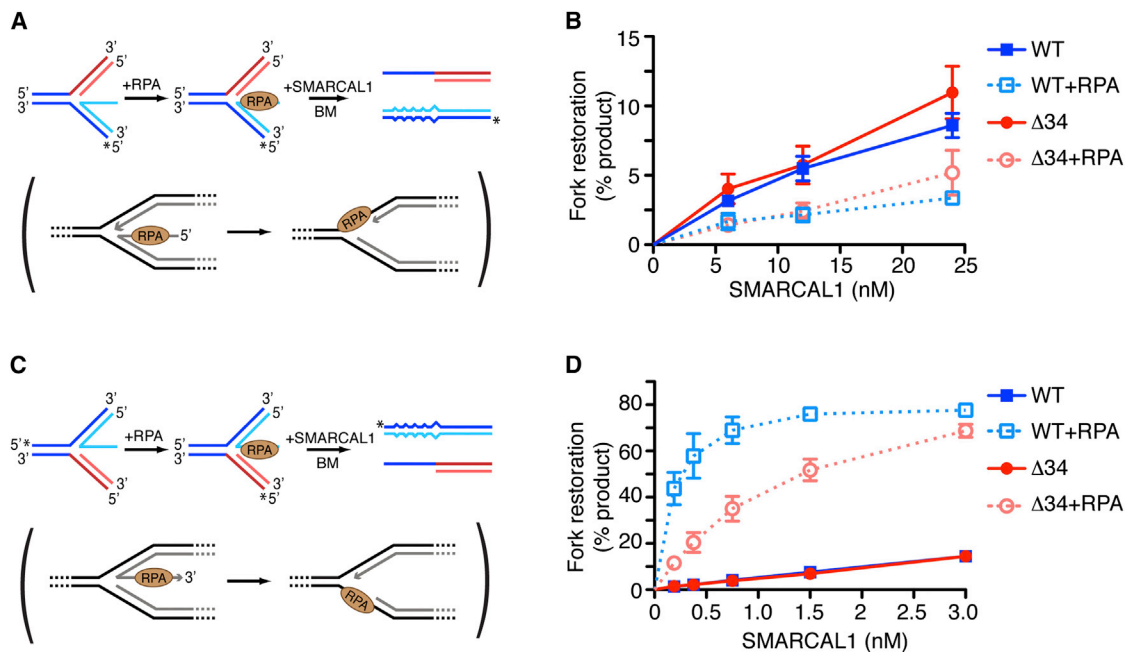 A
3'
5'
5'
3'
3'
*5'
+RPA
3'
5'
5'
3'
RPA
3'
*5'
+SMARCAL1
BM
*
RPA
5'
RPA
B
Fork restoration
(% product)
15
10
5
0
0
5
10
15
20
25
SMARCAL1 (nM)
WT
WT+RPA
Δ34
Δ34+RPA
C
3'
5'
5'*
3'
3'
5'
+RPA
3'
5'
5'
3'
RPA
3'
*5'
+SMARCAL1
BM
*
RPA
3'
RPA
D
Fork restoration
(% product)
80
60
40
20
0
0
0.5
1.0
1.5
2.0
2.5
3.0
SMARCAL1 (nM)
WT
WT+RPA
Δ34
Δ34+RPA